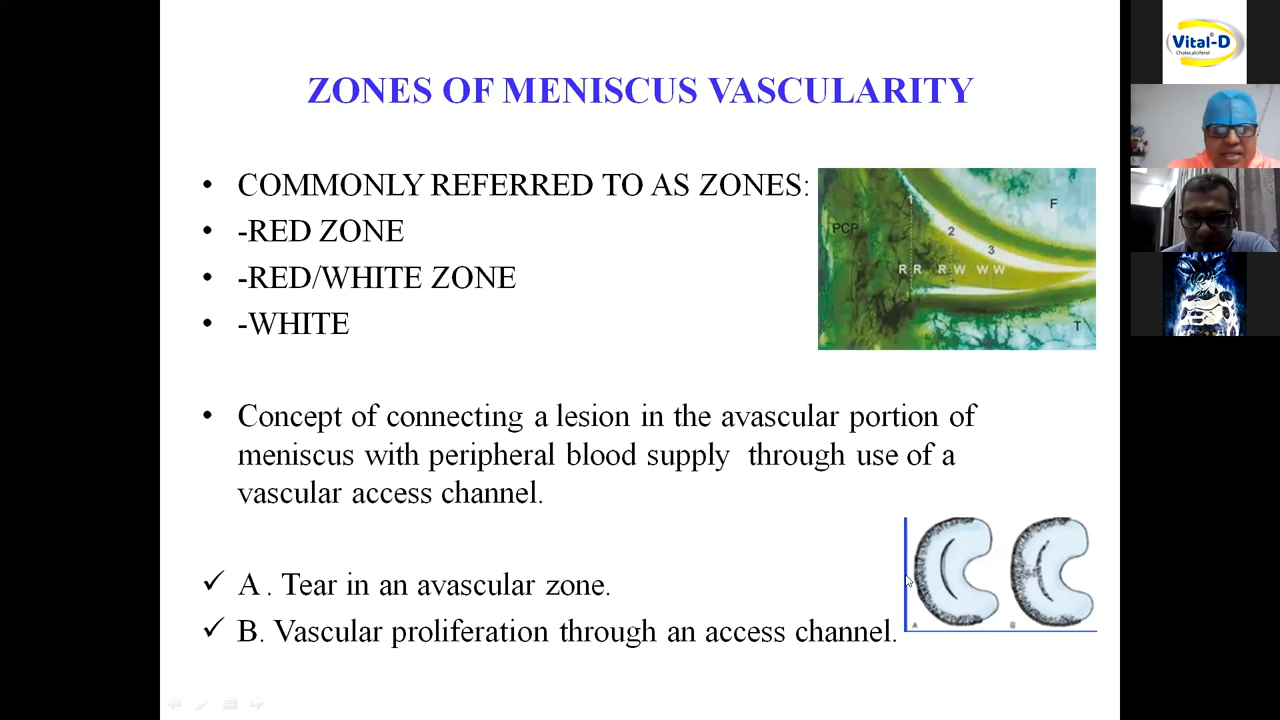 ZONES OF MENISCUS VASCULARITY
• COMMONLY REFERRED TO AS ZONES:
• -RED ZONE
• -RED/WHITE ZONE
• -WHITE
PCP
1
2
3
F
R R
R W
W W
T
• Concept of connecting a lesion in the avascular portion of
meniscus with peripheral blood supply through use of a
vascular access channel.
✓ A . Tear in an avascular zone.
✓ B. Vascular proliferation through an access channel.
A
B
Vital-D
Cholecalciferol